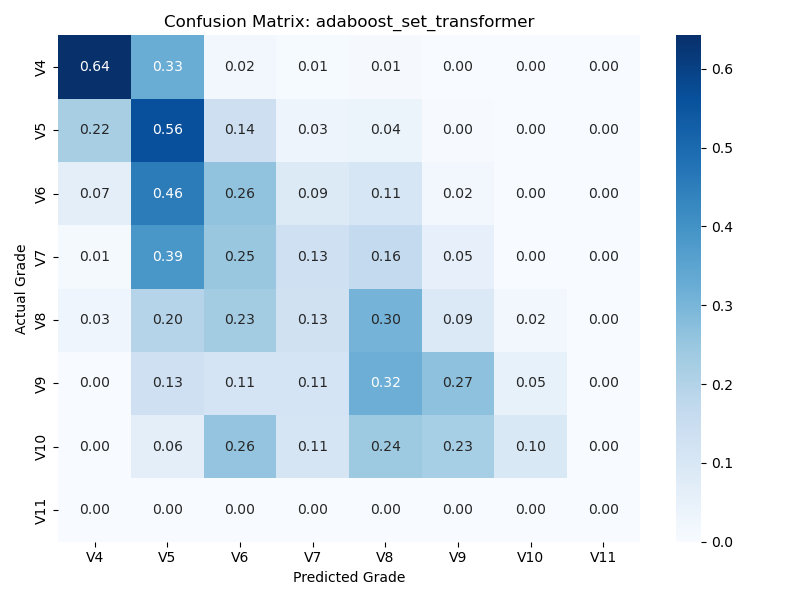 Confusion Matrix: adaboost_set_transformer
V4 0.64 0.33 0.02 0.01 0.01 0.00 0.00 0.00
V5 0.22 0.56 0.14 0.03 0.04 0.00 0.00 0.00
V6 0.07 0.46 0.26 0.09 0.11 0.02 0.00 0.00
V7 0.01 0.39 0.25 0.13 0.16 0.05 0.00 0.00
V8 0.03 0.20 0.23 0.13 0.30 0.09 0.02 0.00
V9 0.00 0.13 0.11 0.11 0.32 0.27 0.05 0.00
V10 0.00 0.06 0.26 0.11 0.24 0.23 0.10 0.00
V11 0.00 0.00 0.00 0.00 0.00 0.00 0.00 0.00
V4 V5 V6 V7 V8 V9 V10 V11
Predicted Grade
Actual Grade
0.6
0.5
0.4
0.3
0.2
0.1
0.0